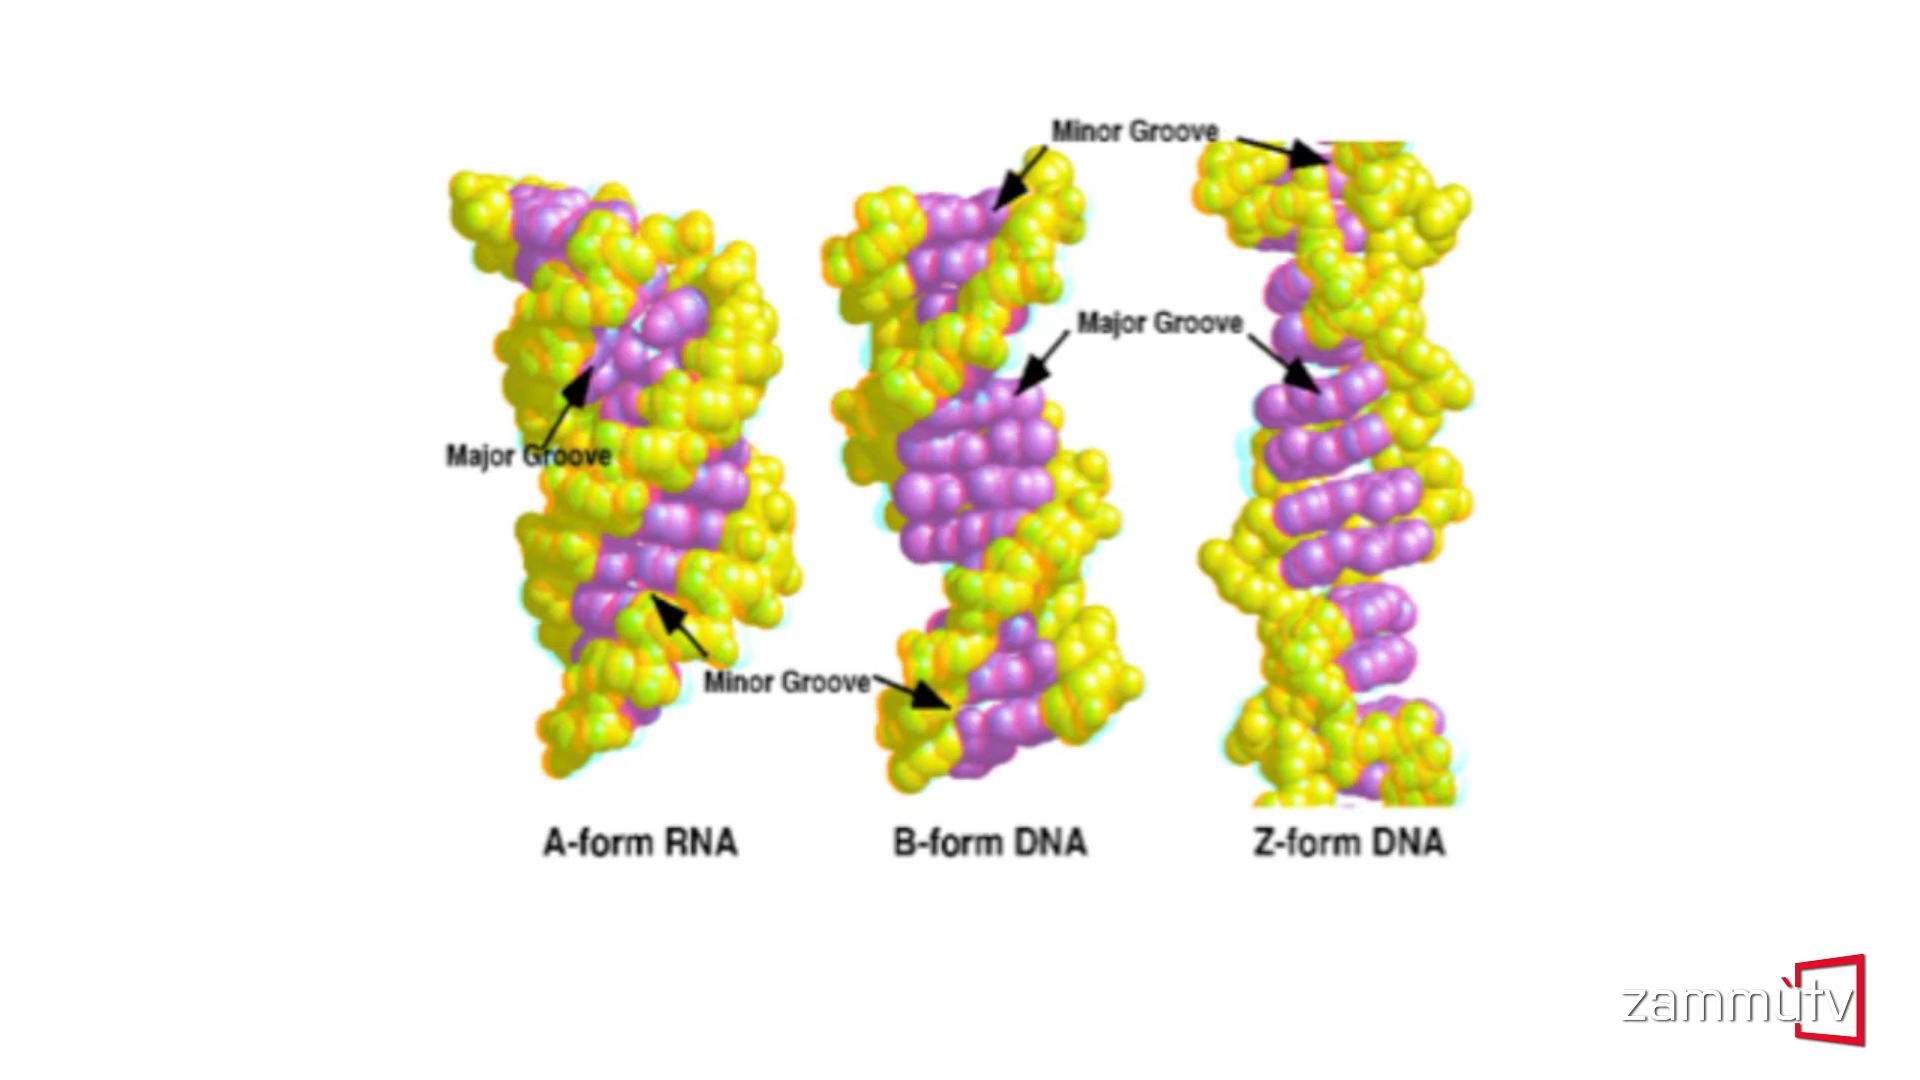 Minor Groove
Major Groove
Major Groove
Minor Groove
A-form RNA
B-form DNA
Z-form DNA
zammùtv